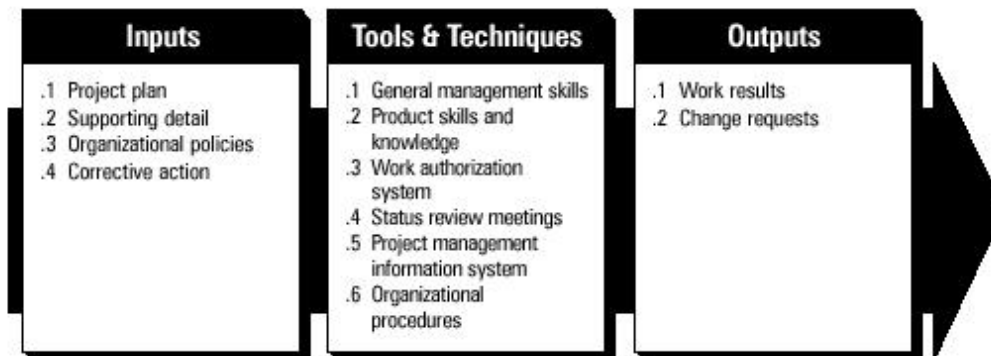 Inputs
.1 Project plan
.2 Supporting detail
.3 Organizational policies
.4 Corrective action
Tools & Techniques
.1 General management skills
.2 Product skills and
knowledge
.3 Work authorization
system
.4 Status review meetings
.5 Project management
information system
.6 Organizational
procedures
Outputs
.1 Work results
.2 Change requests